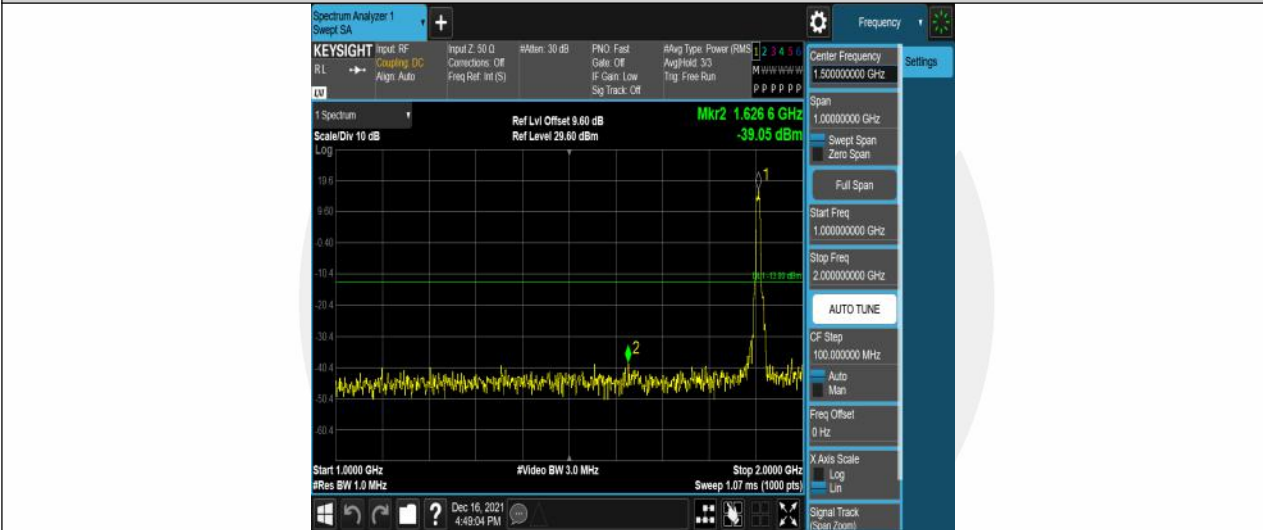 Spectrum Analyzer 1
Swept SA
+
Frequency
KEYSIGHT
Input: RF
Coupling: DC
Align: Auto
Input Z: 50 Ω
Corrections: Off
Freq Ref: Int (S)
#Atten: 30 dB
PNO: Fast
Gate: Off
IF Gain: Low
Sig Track: Off
#Avg Type: Power (RMS
Avg|Hold: 3/3
Trig: Free Run
1 2 3 4 5 6
M W W W W W
P P P P P P
RL
LV
1 Spectrum
Scale/Div 10 dB
Log
Ref Lvl Offset 9.60 dB
Ref Level 29.60 dBm
Mkr2 1.626 6 GHz
-39.05 dBm
19.6
9.60
-0.40
-10.4
-20.4
-30.4
-40.4
-50.4
-60.4
1
2
DL1 -13.00 dBm
Start 1.0000 GHz
#Res BW 1.0 MHz
#Video BW 3.0 MHz
Stop 2.0000 GHz
Sweep 1.07 ms (1000 pts)
?
Dec 16, 2021
4:49:04 PM
Center Frequency
1.500000000 GHz
Span
1.00000000 GHz
Swept Span
Zero Span
Full Span
Start Freq
1.000000000 GHz
Stop Freq
2.000000000 GHz
AUTO TUNE
CF Step
100.000000 MHz
Auto
Man
Freq Offset
0 Hz
X Axis Scale
Log
Lin
Signal Track
(Span Zoom)
Settings